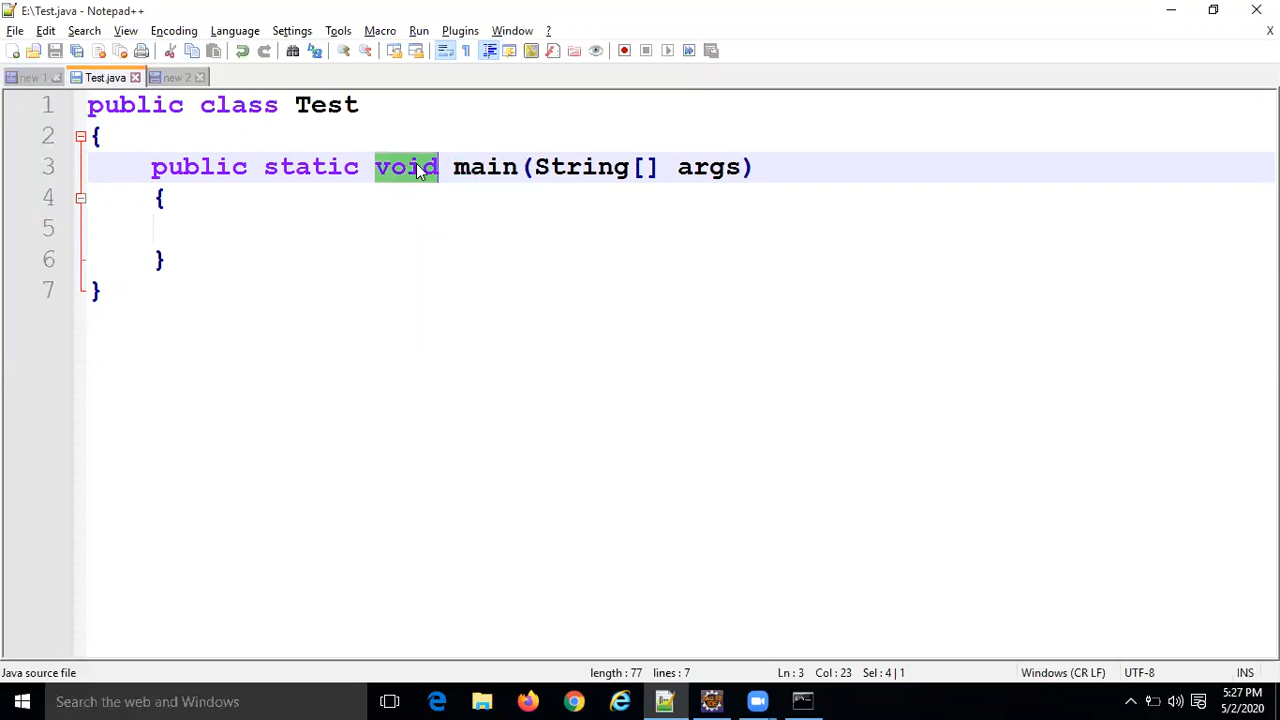 E:\Test.java - Notepad++
File Edit Search View Encoding Language Settings Tools Macro Run Plugins Window ?
X
new 1 Test.java new 2
1 public class Test
2 {
3 public static void main(String[] args)
4 {
5
6 }
7 }
Java source file length : 77 lines : 7 Ln : 3 Col : 23 Sel : 4 | 1 Windows (CR LF) UTF-8 INS
Search the web and Windows
5:27 PM
5/2/2020